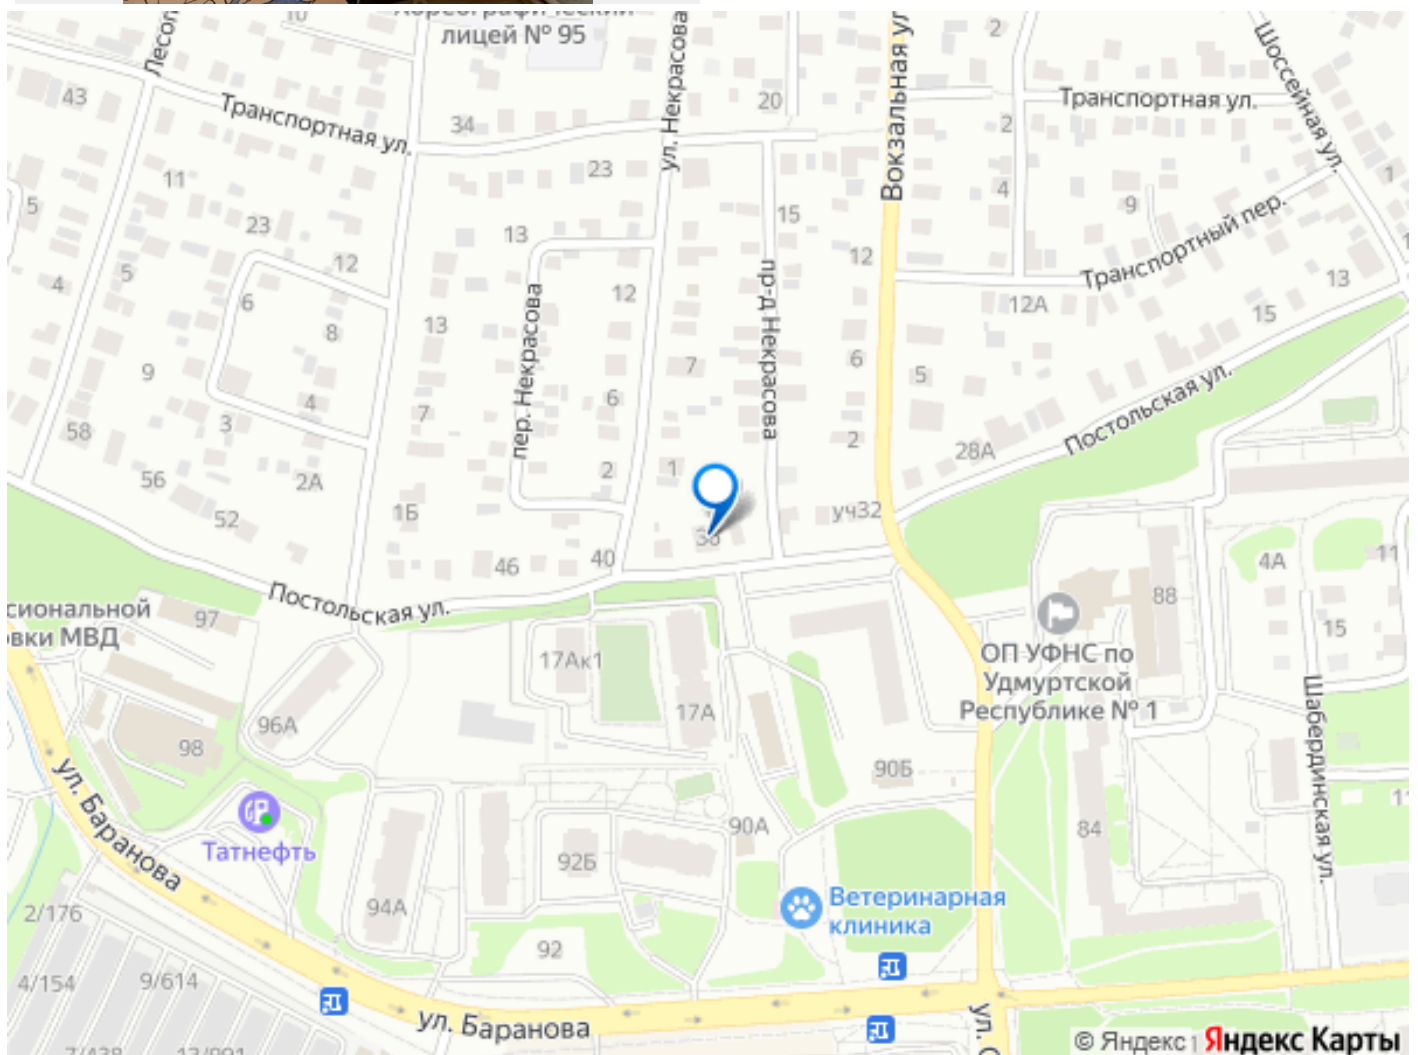 Хореографический
лицей № 95
10
Вокзальная ул.
2
Шоссейная ул.
43
Транспортная ул.
34
ул. Некрасова
20
2
Транспортная ул.
11
23
15
4
9
1
5
23
13
Транспортный пер.
12
5
12
4
6
12
12А
13
8
13
пер. Некрасова
пр-д Некрасова
15
9
7
6
5
4
6
Постольская ул.
3
7
2
58
28А
56
2А
2
1
52
1Б
уч32
40
46
Постольская ул.
97
88
4А
11
сиональной
вки МВД
17Ак1
ОП УФНС по
Удмуртской
Республике № 1
15
17А
96А
98
Шабердинская ул.
90Б
ул. Баранова
Татнефть
90А
84
92Б
Ветеринарная
клиника
94А
2/176
92
4/154
9/614
ул. Баранова
© Яндекс
Яндекс Карты